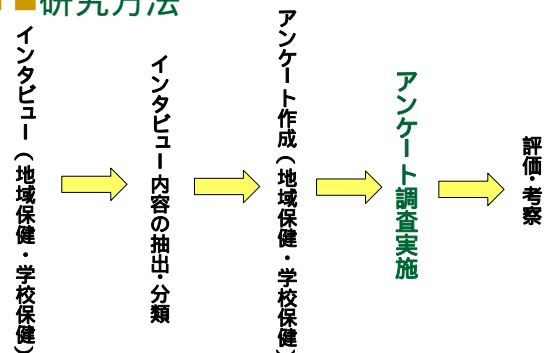 研究方法
インタビュー(地域保健・学校保健)
インタビュー内容の抽出・分類
アンケート作成(地域保健・学校保健)
アンケート調査実施
評価・考察